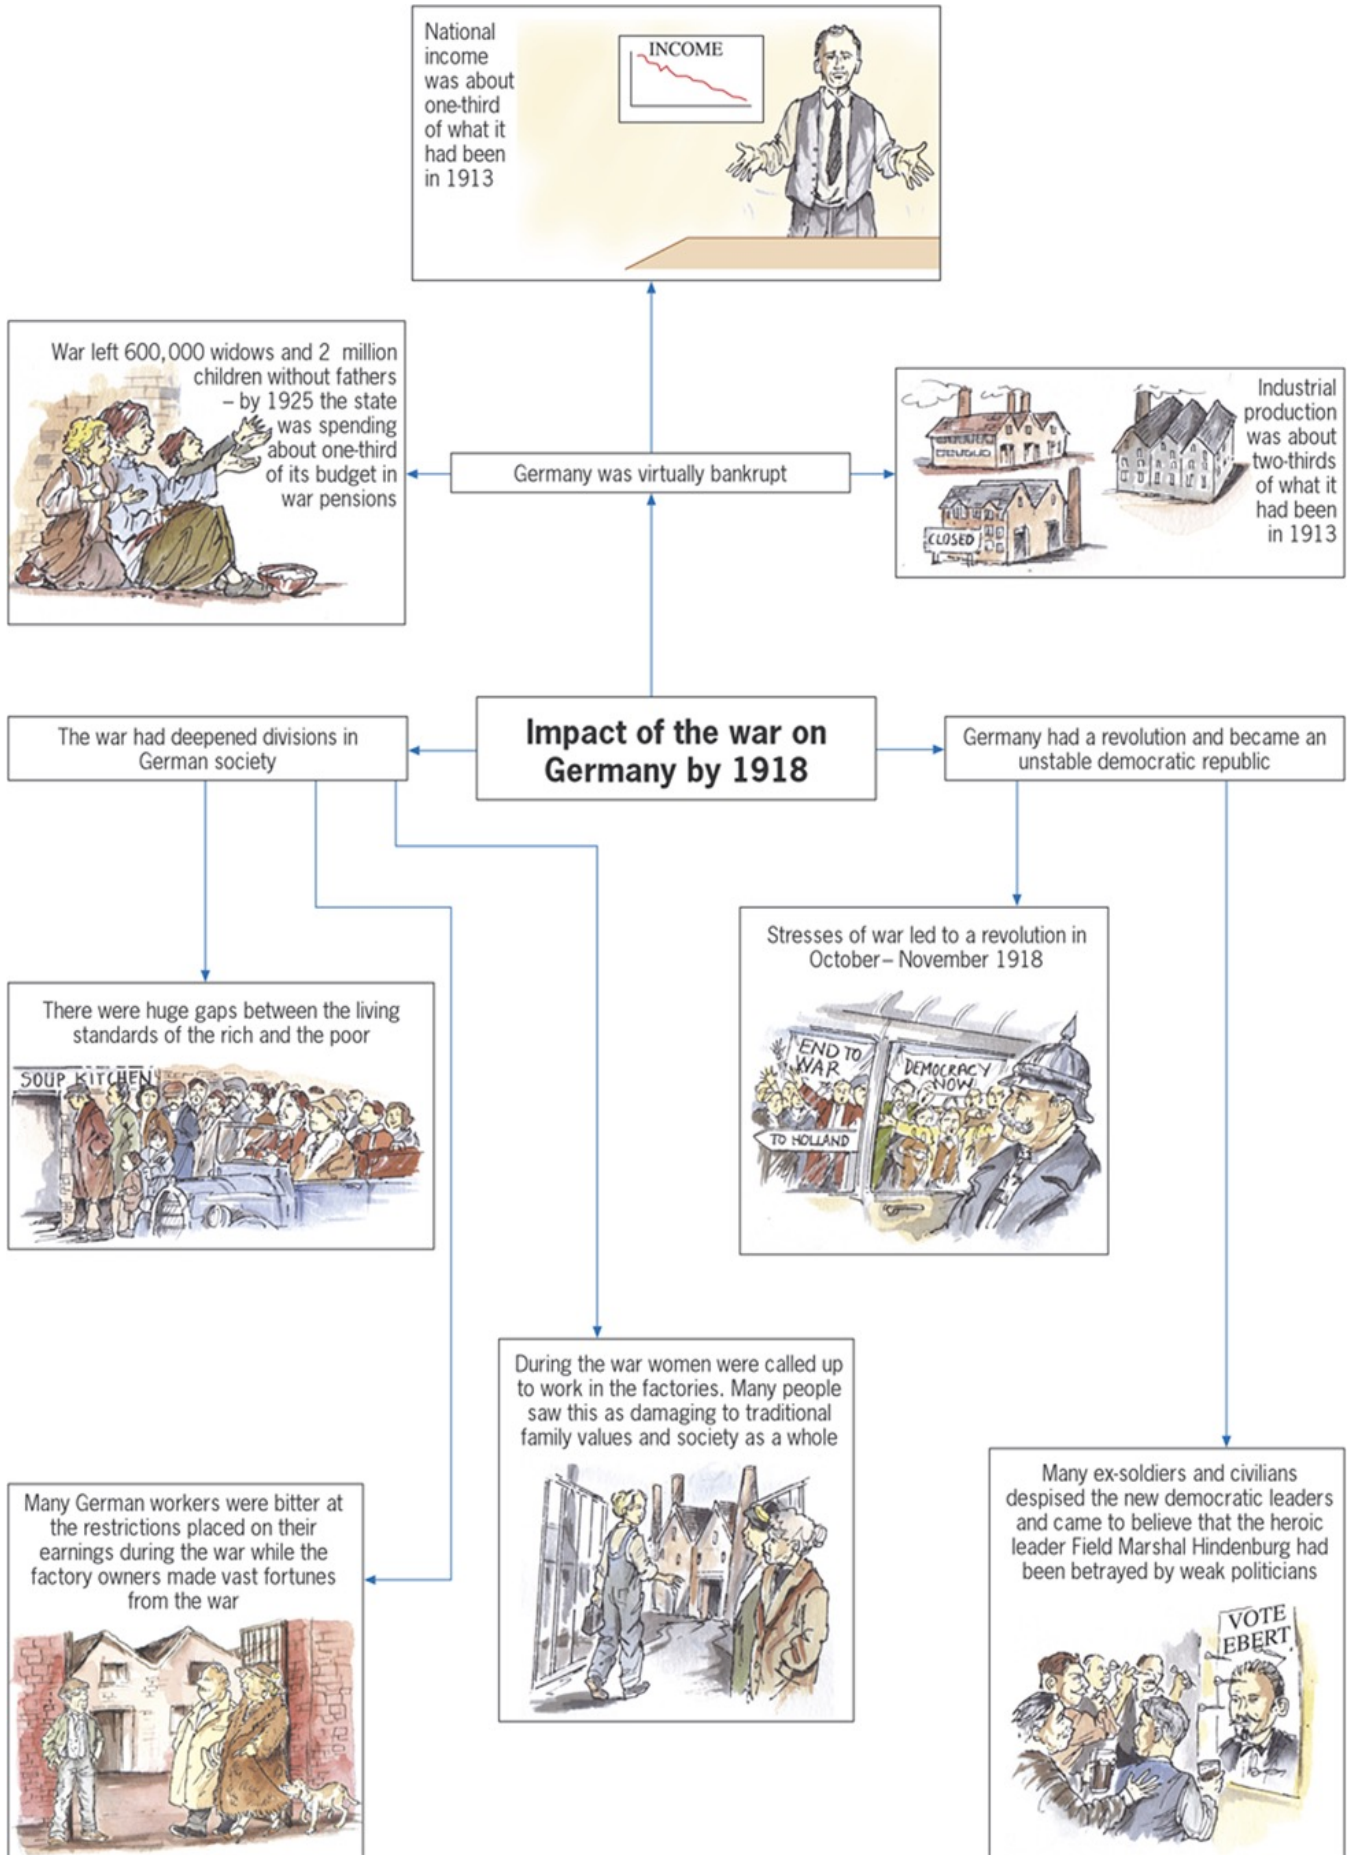 National
income
was about
one-third
of what it
had been
in 1913
INCOME
War left 600,000 widows and 2 million
children without fathers
– by 1925 the state
was spending
about one-third
of its budget in
war pensions
Germany was virtually bankrupt
Industrial
production
was about
two-thirds
of what it
had been
in 1913
CLOSED
The war had deepened divisions in
German society
Impact of the war on
Germany by 1918
Germany had a revolution and became an
unstable democratic republic
Stresses of war led to a revolution in
October – November 1918
END TO
WAR
DEMOCRACY
NOW
TO HOLLAND
There were huge gaps between the living
standards of the rich and the poor
SOUP KITCHEN
During the war women were called up
to work in the factories. Many people
saw this as damaging to traditional
family values and society as a whole
Many German workers were bitter at
the restrictions placed on their
earnings during the war while the
factory owners made vast fortunes
from the war
Many ex-soldiers and civilians
despised the new democratic leaders
and came to believe that the heroic
leader Field Marshal Hindenburg had
been betrayed by weak politicians
VOTE
EBERT